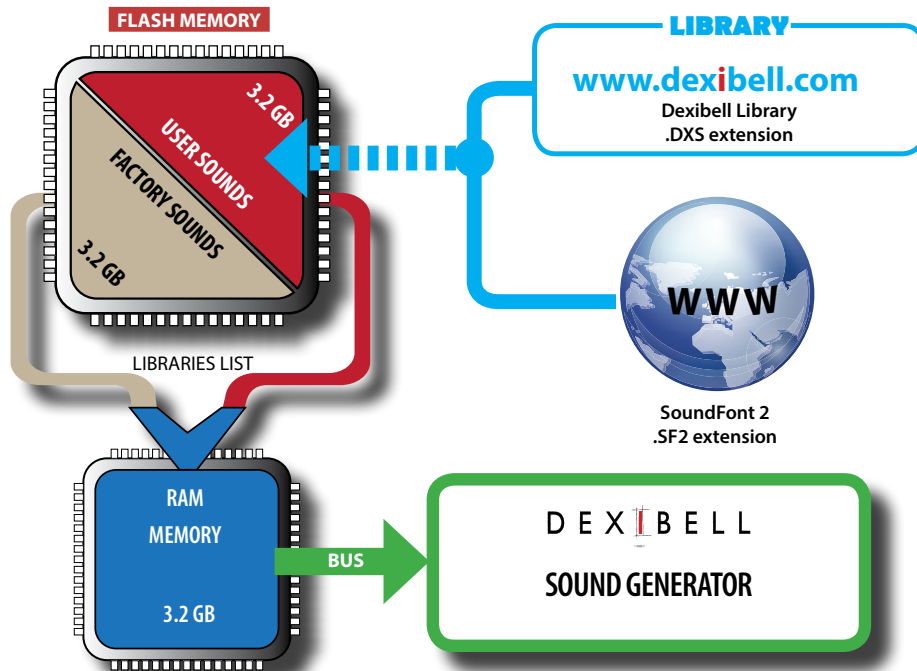 FLASH MEMORY
3.2 GB
USER SOUNDS
FACTORY SOUNDS
3.2 GB
LIBRARY
www.dexibell.com
Dexibell Library
.DXS extension
WWW
SoundFont 2
.SF2 extension
LIBRARIES LIST
RAM
MEMORY
3.2 GB
BUS
DEXIBELL
SOUND GENERATOR